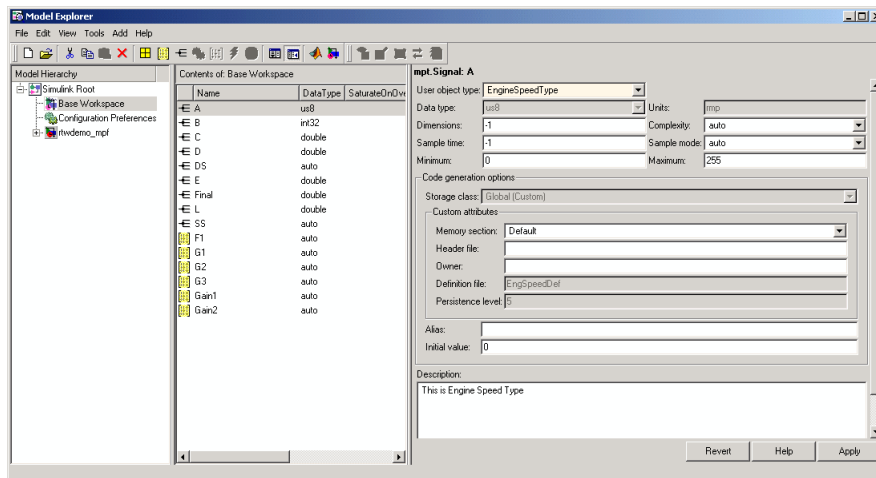 Model Explorer
File Edit View Tools Add Help
Model Hierarchy
Simulink Root
Base Workspace
Configuration Preferences
rtwdemo_mpf
Contents of: Base Workspace
Name DataType SaturateOnOve
A us8
B int32
C double
D double
DS auto
E double
Final double
L double
SS auto
F1 auto
G1 auto
G2 auto
G3 auto
Gain1 auto
Gain2 auto
mpt.Signal: A
User object type: EngineSpeedType
Data type: us8 Units: rmp
Dimensions: -1 Complexity: auto
Sample time: -1 Sample mode: auto
Minimum: 0 Maximum: 255
Code generation options
Storage class: Global (Custom)
Custom attributes
Memory section: Default
Header file:
Owner:
Definition file: EngSpeedDef
Persistence level: 5
Alias:
Initial value: 0
Description:
This is Engine Speed Type
Revert Help Apply